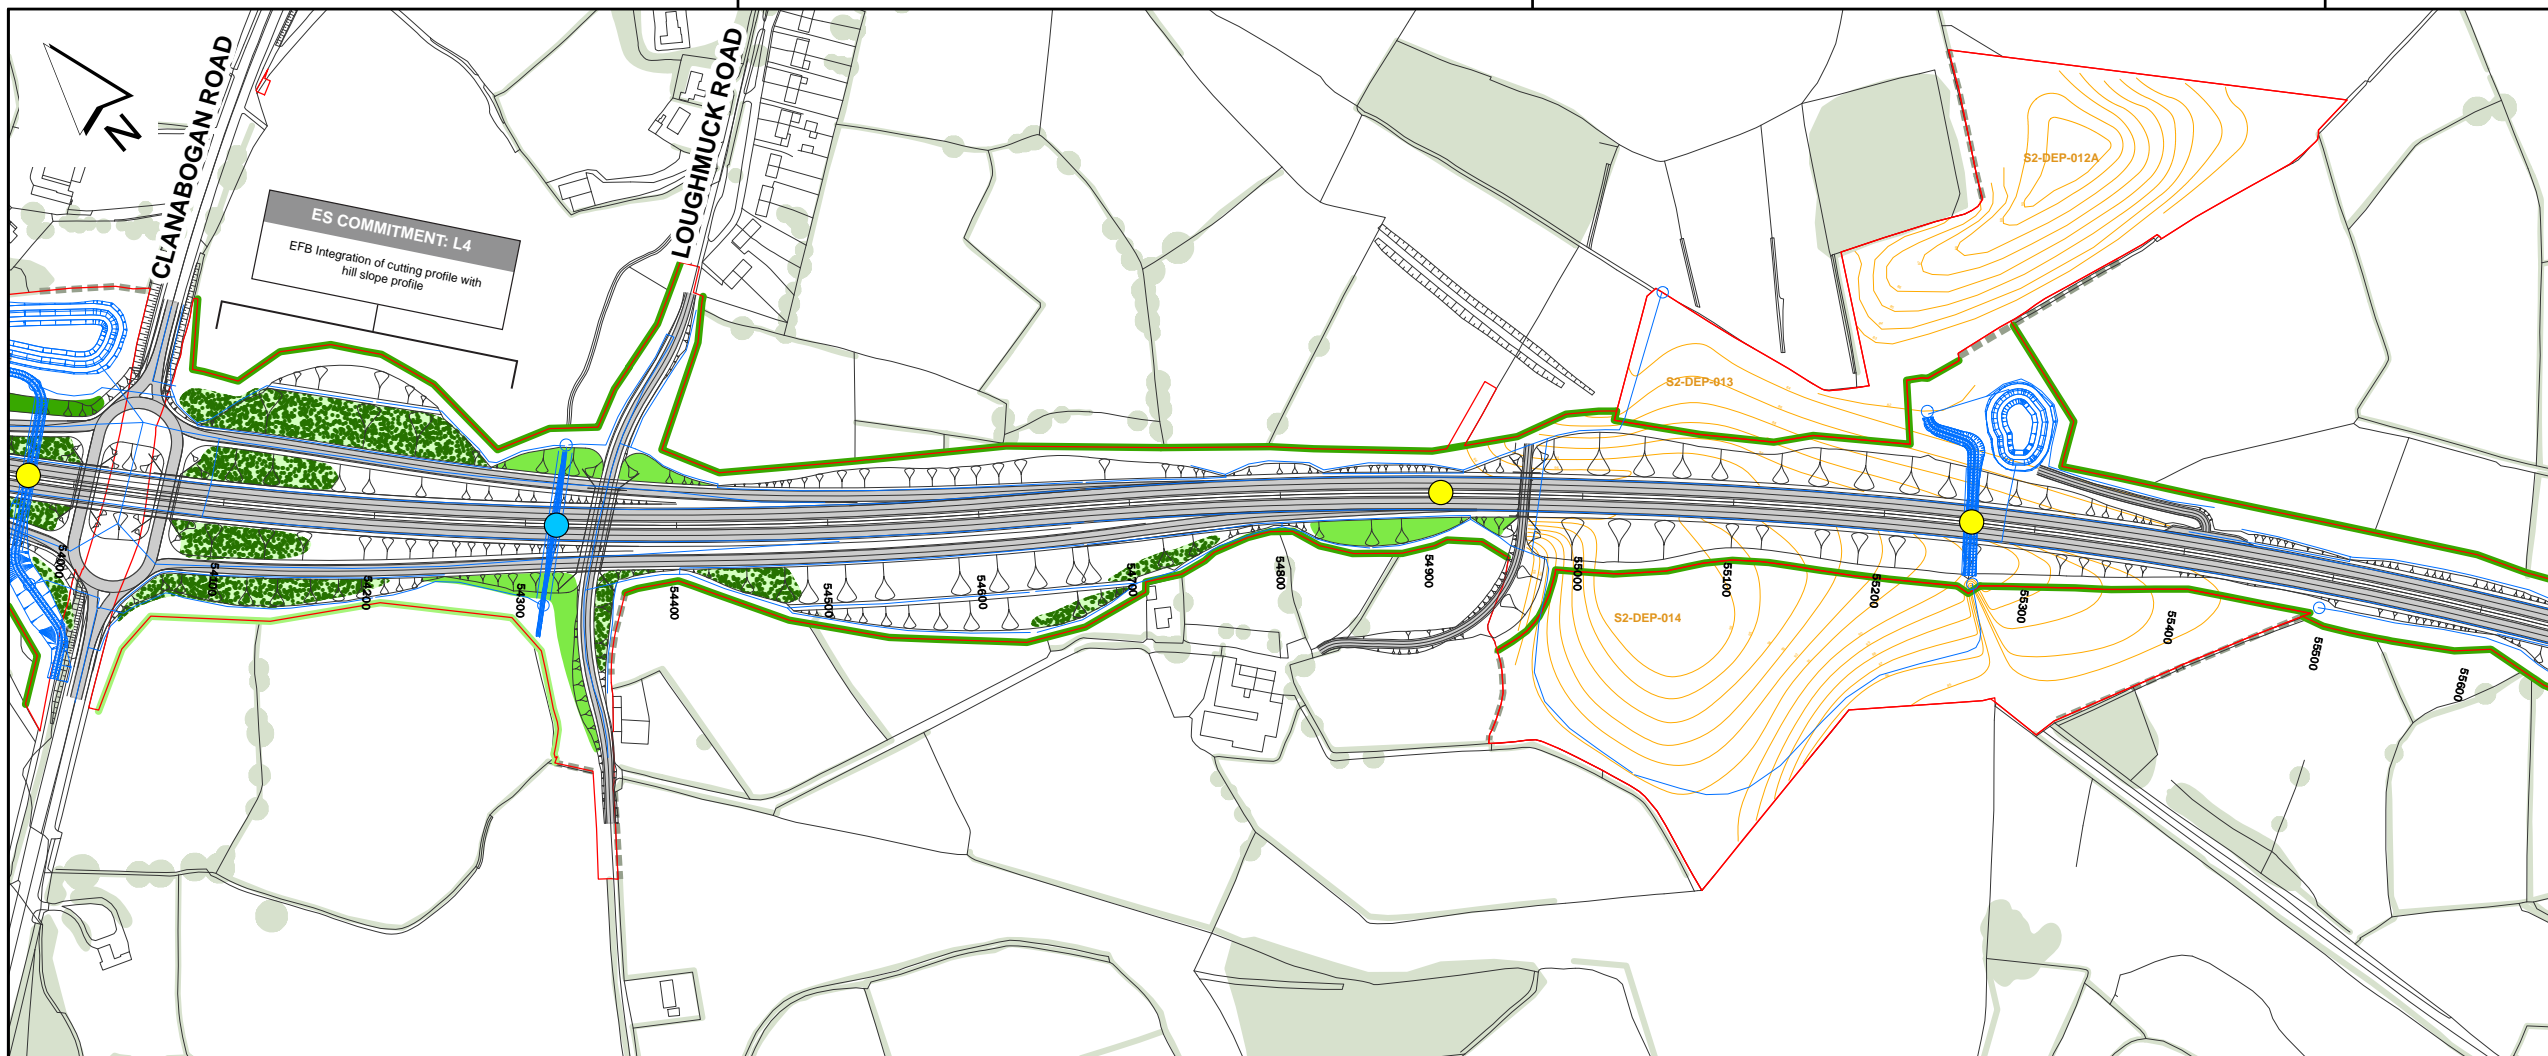 CLANABOGAN ROAD
LOUGHMUCK ROAD
N
ES COMMITMENT: L4
EFB Integration of cutting profile with
hill slope profile
S2-DEP-012A
S2-DEP-013
S2-DEP-014
54000
54100
54200
54300
54400
54500
54600
54700
54800
54900
55000
55100
55200
55300
55400
55500
55600